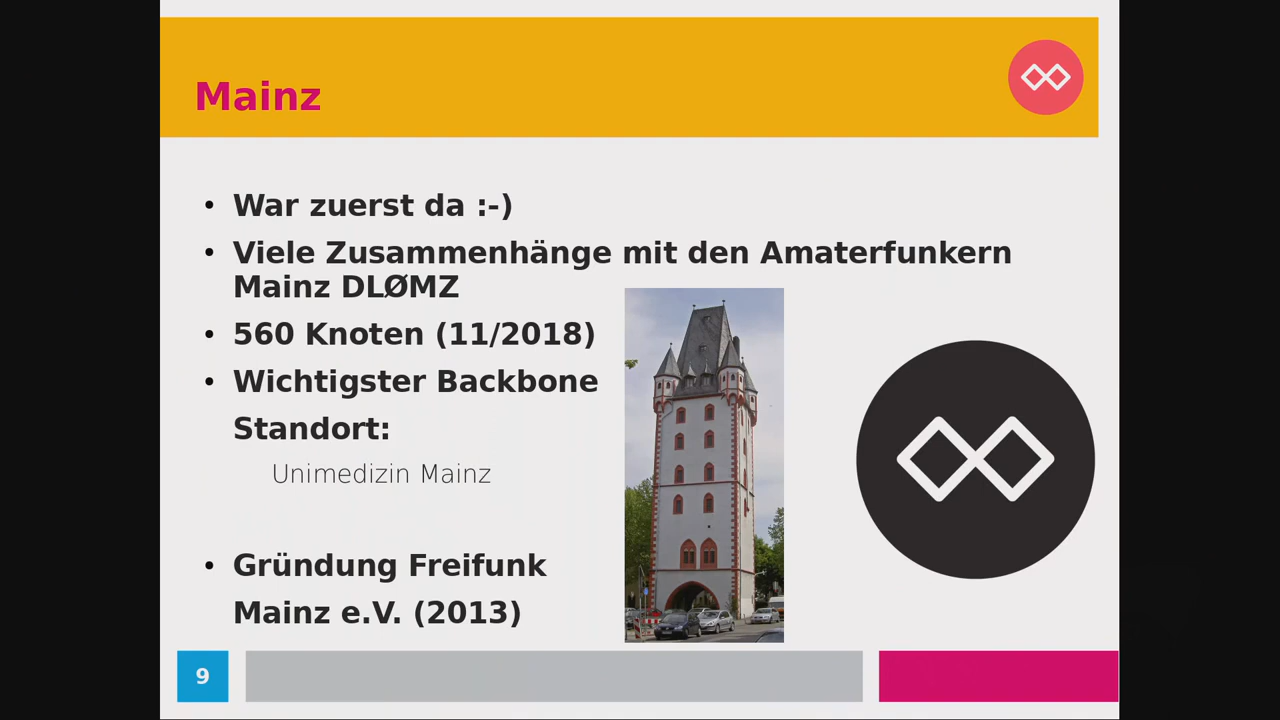 Mainz
• War zuerst da :-)
• Viele Zusammenhänge mit den Amaterfunkern
Mainz DLØMZ
• 560 Knoten (11/2018)
• Wichtigster Backbone
Standort:
Unimedizin Mainz
• Gründung Freifunk
Mainz e.V. (2013)
9